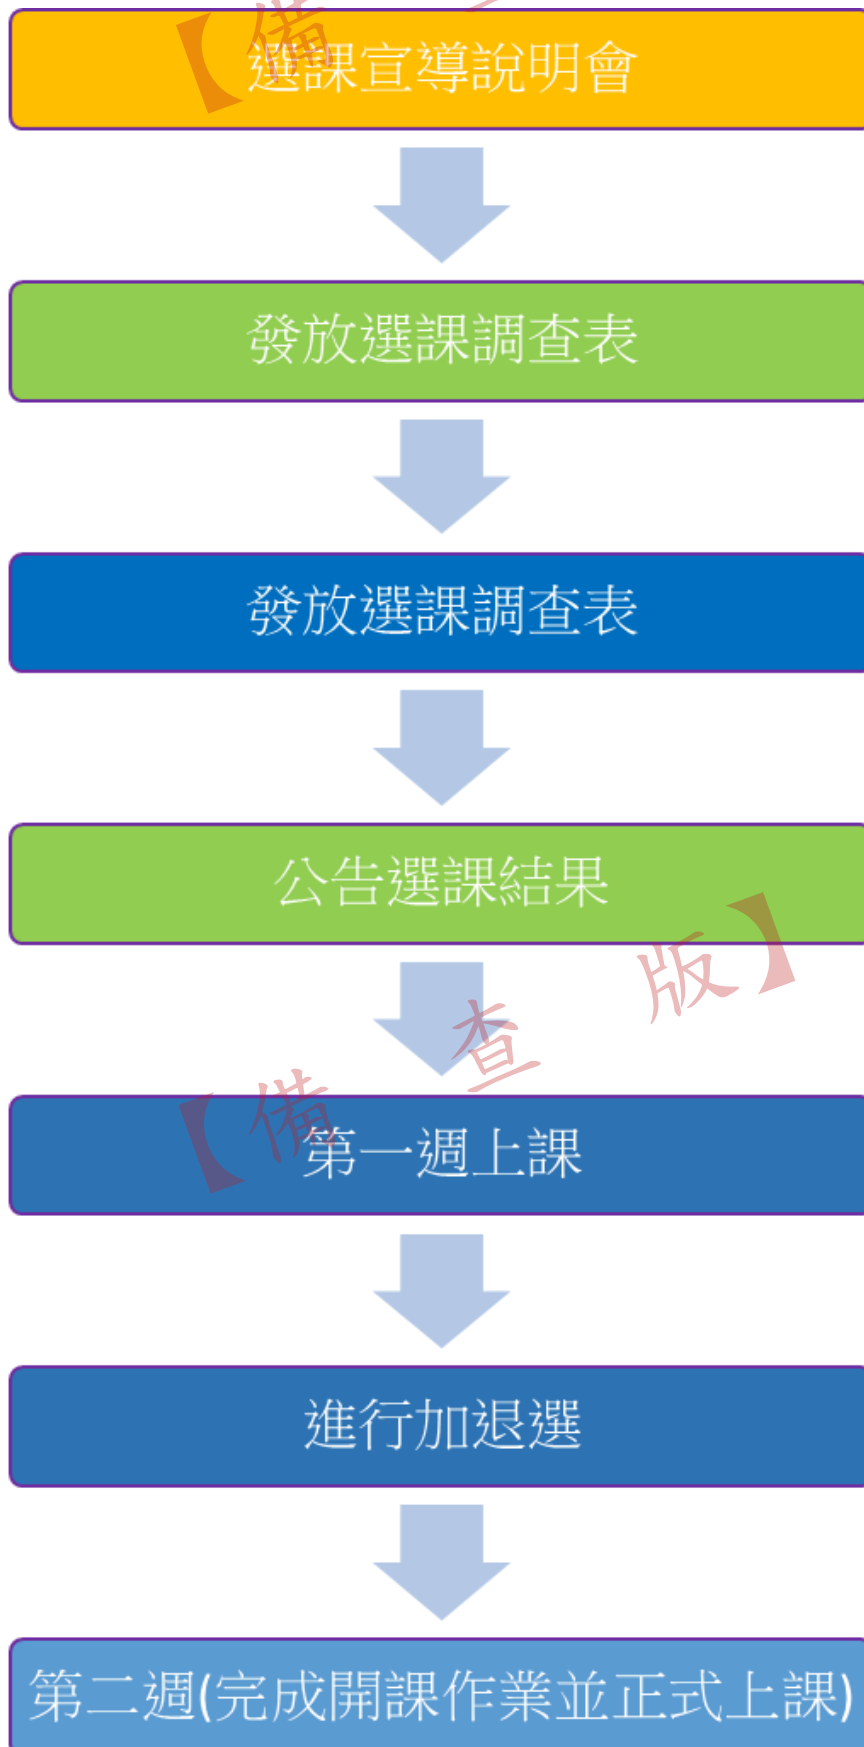 【備
選課宣導說明會
發放選課調查表
發放選課調查表
公告選課結果
【備 查 版】
第一週上課
進行加退選
第二週(完成開課作業並正式上課)